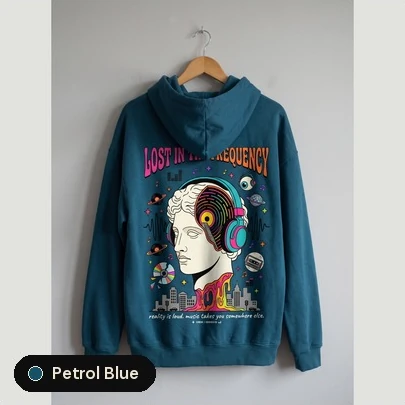 LOST IN THE FREQUENCY
reality is loud. music takes you somewhere else.
Petrol Blue